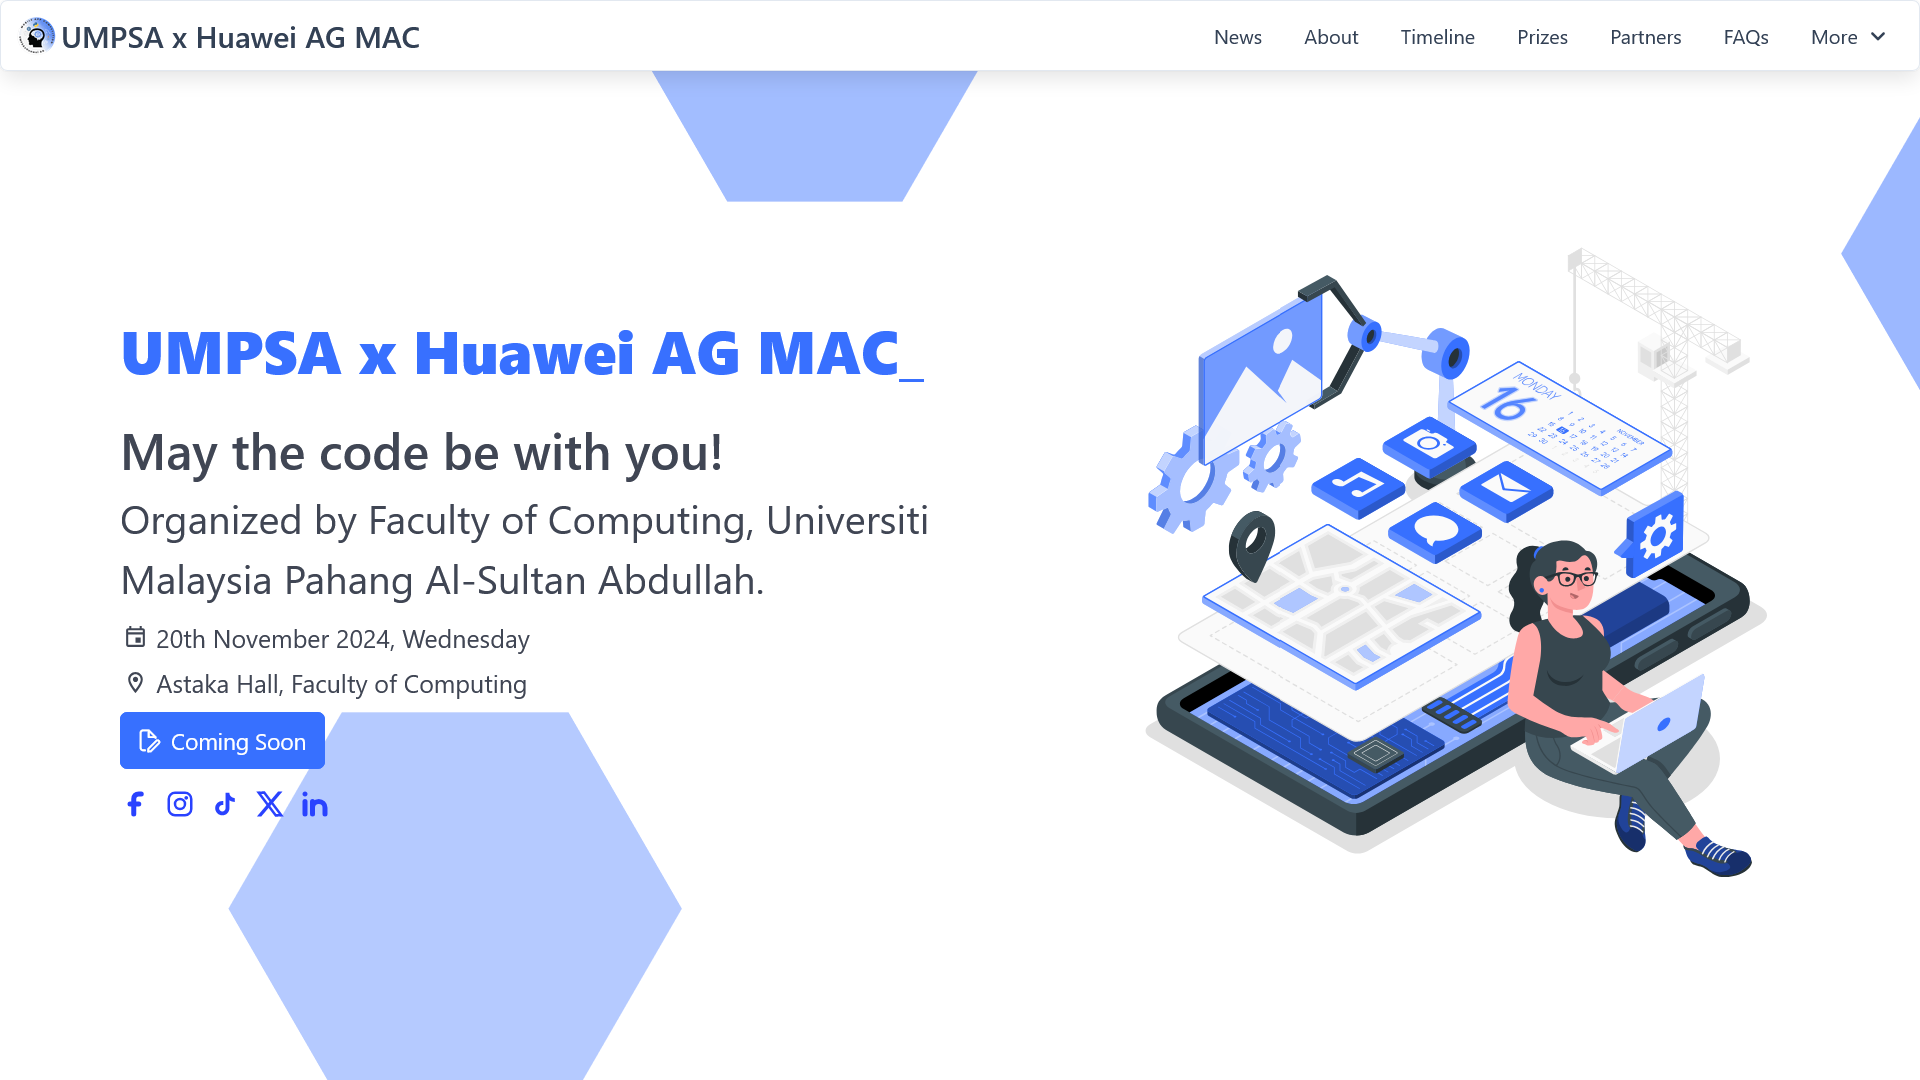 UMPSA x Huawei AG MAC
News
About
Timeline
Prizes
Partners
FAQs
More
UMPSA x Huawei AG MAC_
May the code be with you!
Organized by Faculty of Computing, Universiti
Malaysia Pahang Al-Sultan Abdullah.
20th November 2024, Wednesday
Astaka Hall, Faculty of Computing
Coming Soon
MONDAY
16
NOVEMBER